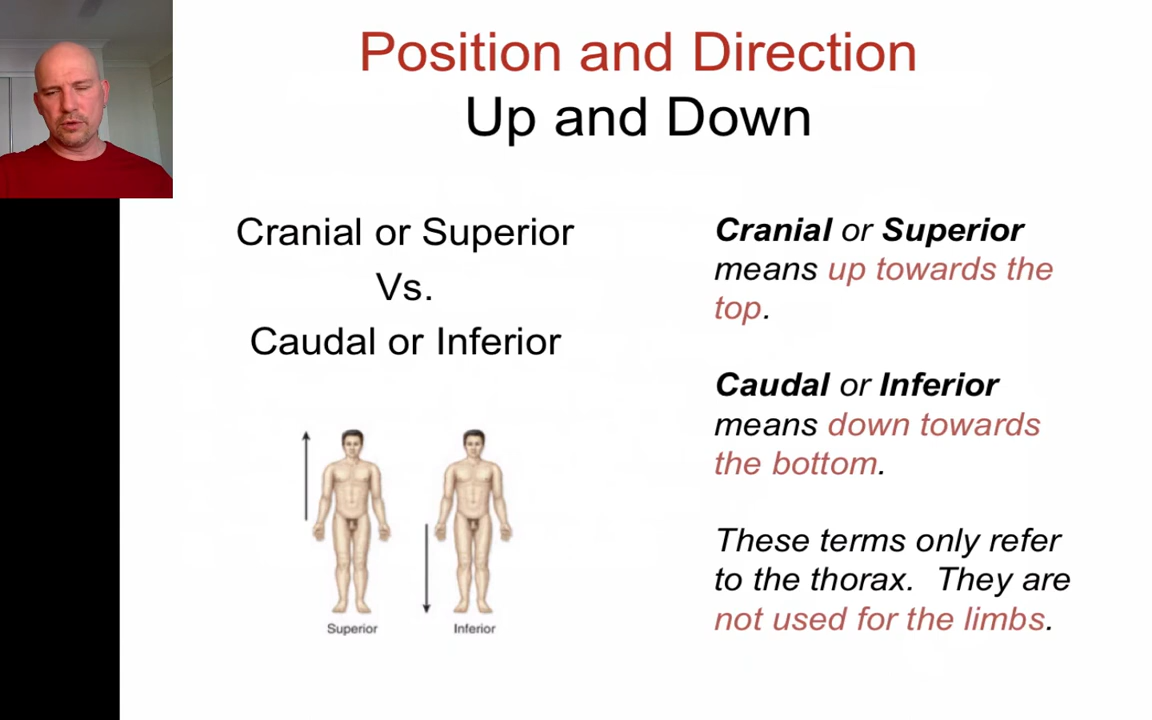 Position and Direction
Up and Down
Cranial or Superior
Vs.
Caudal or Inferior
Superior
Inferior
Cranial or Superior
means up towards the
top.
Caudal or Inferior
means down towards
the bottom.
These terms only refer
to the thorax.  They are
not used for the limbs.